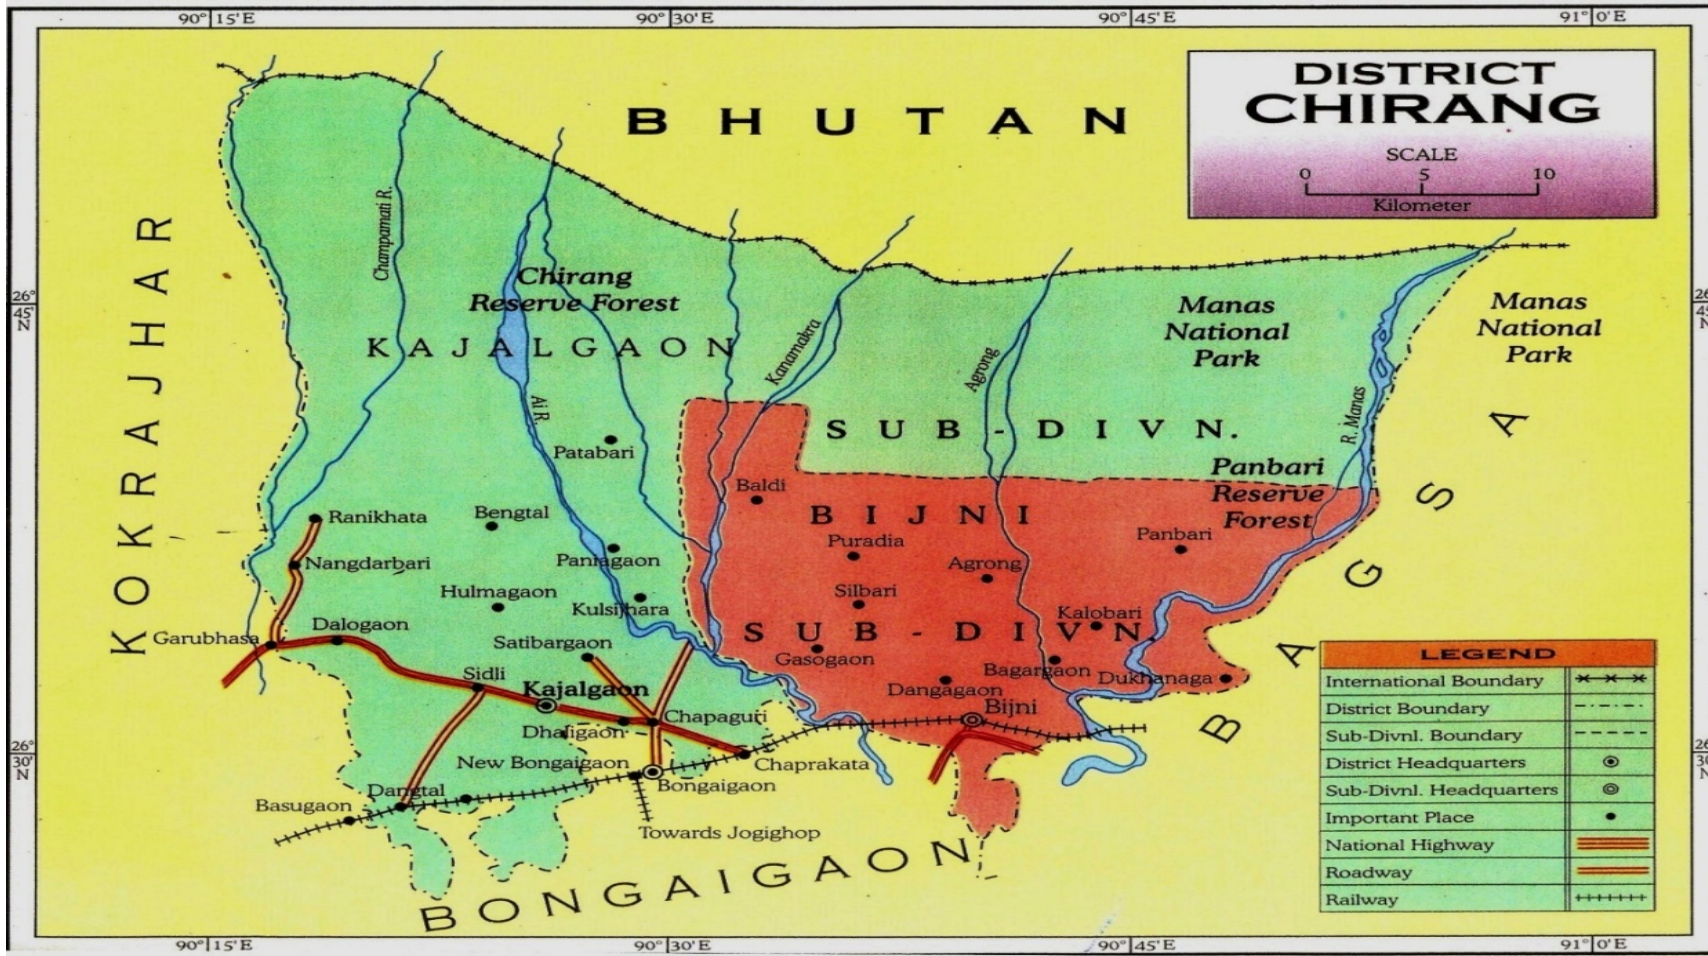 90° 15' E
90° 30' E
90° 45' E
91° 0' E
DISTRICT
CHIRANG
SCALE
0 5 10
Kilometer
BHUTAN
KOKRAJHAR
Champamati R.
Chirang
Reserve Forest
KAJALGAON
Manas
National
Park
Manas
National
Park
26°
45'
N
Kanamakra
Agrong
Ai R.
R. Manas
SUB-DIVN.
Patabari
Panbari
Reserve
Forest
Baldi
BIJNI
Ranikhata
Bengtal
Puradia
Panbari
Nangdarbari
Paniagaon
Agrong
Hulmagaon
Silbari
Kulsijhara
Kalobari
Garubhasa
Dalogaon
Satibargaon
SUB-DIVN.
Gasogaon
Bagargaon
Sidli
Kajalgaon
Dangagaon
Dukhanaga
Bijni
Chapaguri
Dhaligaon
BAGSA
26°
30'
N
New Bongaigaon
Chaprakata
Bongaigaon
Dangtal
Basugaon
Towards Jogighop
BONGAIGAON
LEGEND
International Boundary
District Boundary
Sub-Divnl. Boundary
District Headquarters
Sub-Divnl. Headquarters
Important Place
National Highway
Roadway
Railway
90° 15' E
90° 30' E
90° 45' E
91° 0' E